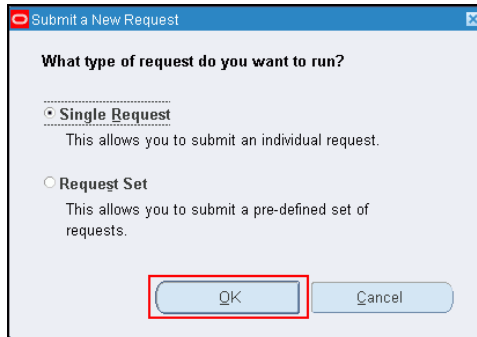 Submit a New Request
What type of request do you want to run?
Single Request
This allows you to submit an individual request.
Request Set
This allows you to submit a pre-defined set of
requests.
OK
Cancel